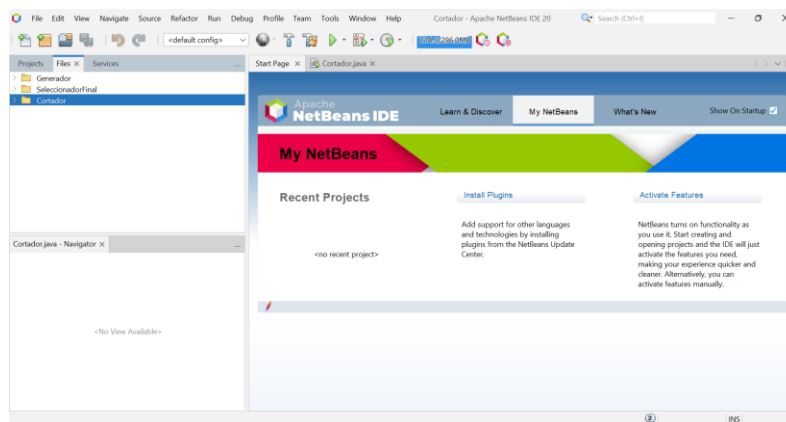 File Edit View Navigate Source Refactor Run Debug Profile Team Tools Window Help Cortador - Apache NetBeans IDE 20 Search (Ctrl+I)
<default config>
Projects Files Services
Start Page Cortador.java
Generador
SeleccionadorFinal
Cortador
Apache
NetBeans IDE
Learn & Discover My NetBeans What's New Show On Startup
My NetBeans
Recent Projects
<no recent project>
Install Plugins
Add support for other languages
and technologies by installing
plugins from the NetBeans Update
Center.
Activate Features
NetBeans turns on functionality as
you use it. Start creating and
opening projects and the IDE will just
activate the features you need,
making your experience quicker and
cleaner. Alternatively, you can
activate features manually.
Cortador.java - Navigator
<No View Available>
2 INS